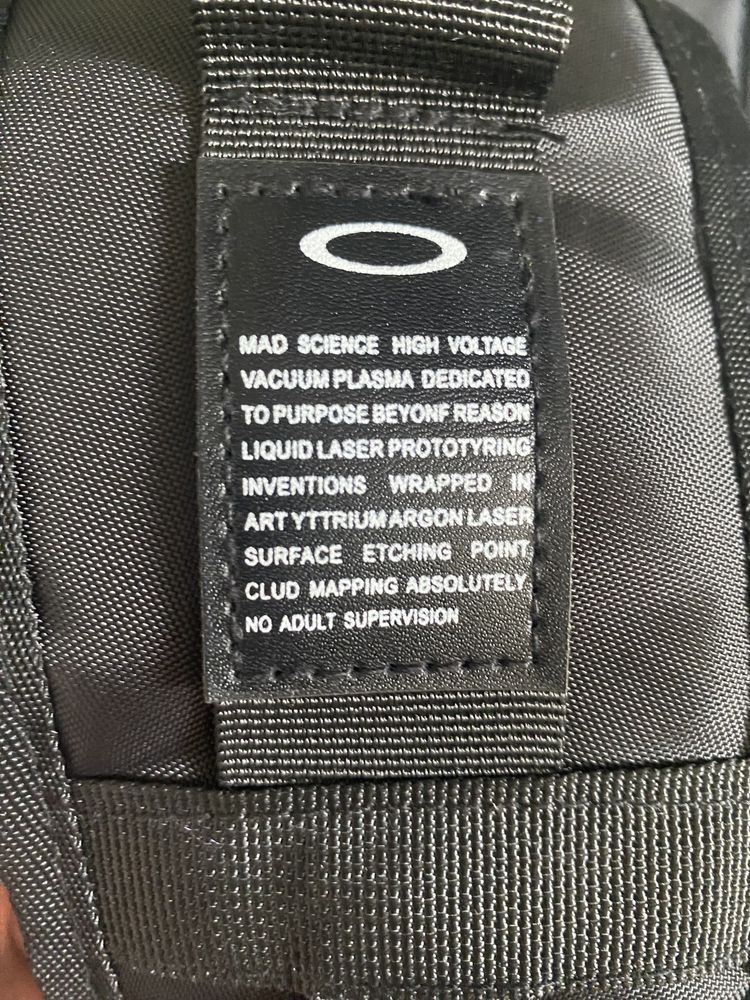 MAD SCIENCE HIGH VOLTAGE
VACUUM PLASMA DEDICATED
TO PURPOSE BEYONF REASON
LIQUID LASER PROTOTYRING
INVENTIONS WRAPPED IN
ART YTTRIUM ARGON LASER
SURFACE ETCHING POINT
CLUD MAPPING ABSOLUTELY
NO ADULT SUPERVISION